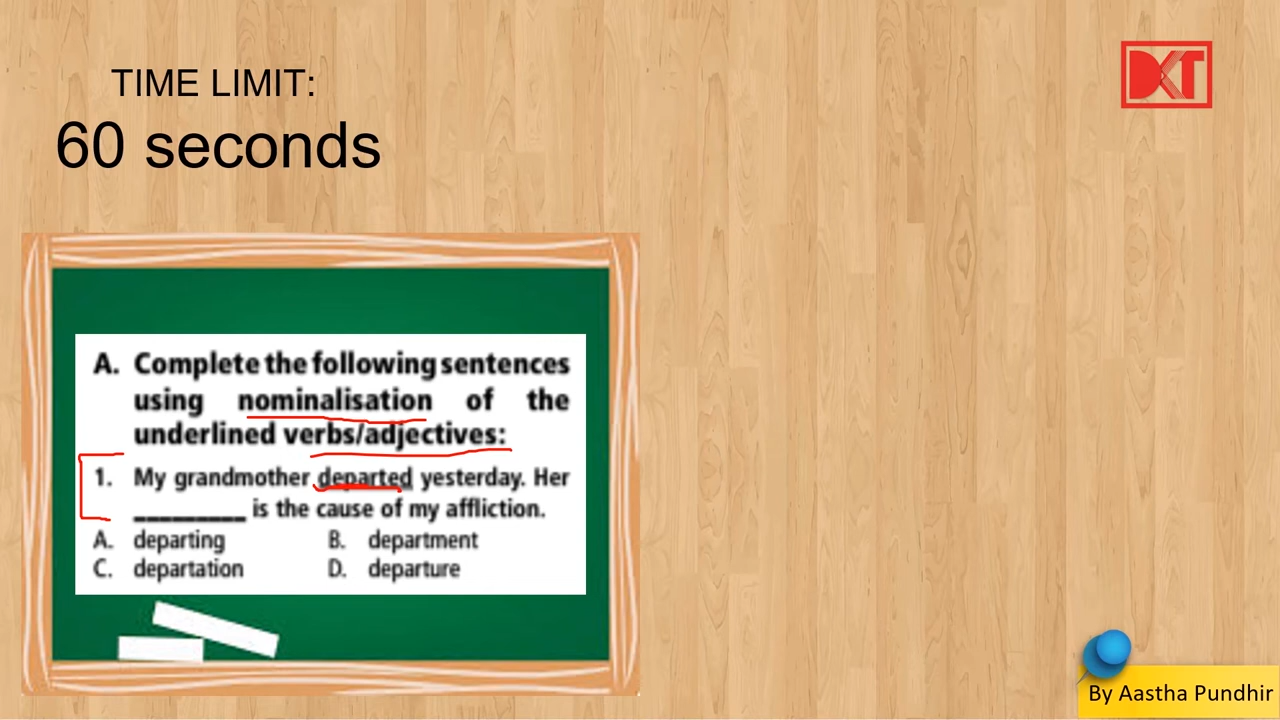 TIME LIMIT:
60 seconds
DKT
A. Complete the following sentences
using nominalisation of the
underlined verbs/adjectives:
1. My grandmother departed yesterday. Her
_________ is the cause of my affliction.
A. departing B. department
C. departation D. departure
By Aastha Pundhir